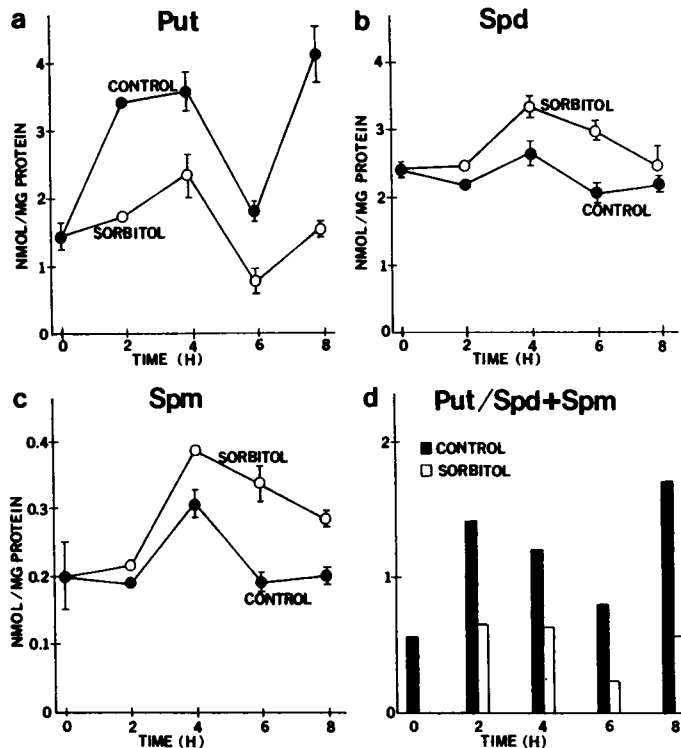 a
Put
NMOL/MG PROTEIN
4
3
2
1
0
CONTROL
SORBITOL
0 2 4 6 8
TIME (H)
b
Spd
NMOL/MG PROTEIN
4
3
2
1
0
SORBITOL
CONTROL
0 2 4 6 8
TIME (H)
c
Spm
NMOL/MG PROTEIN
0.4
0.3
0.2
0.1
0
SORBITOL
CONTROL
0 2 4 6 8
TIME (H)
d
Put/Spd+Spm
2
1
0
CONTROL
SORBITOL
0 2 4 6 8
TIME (H)